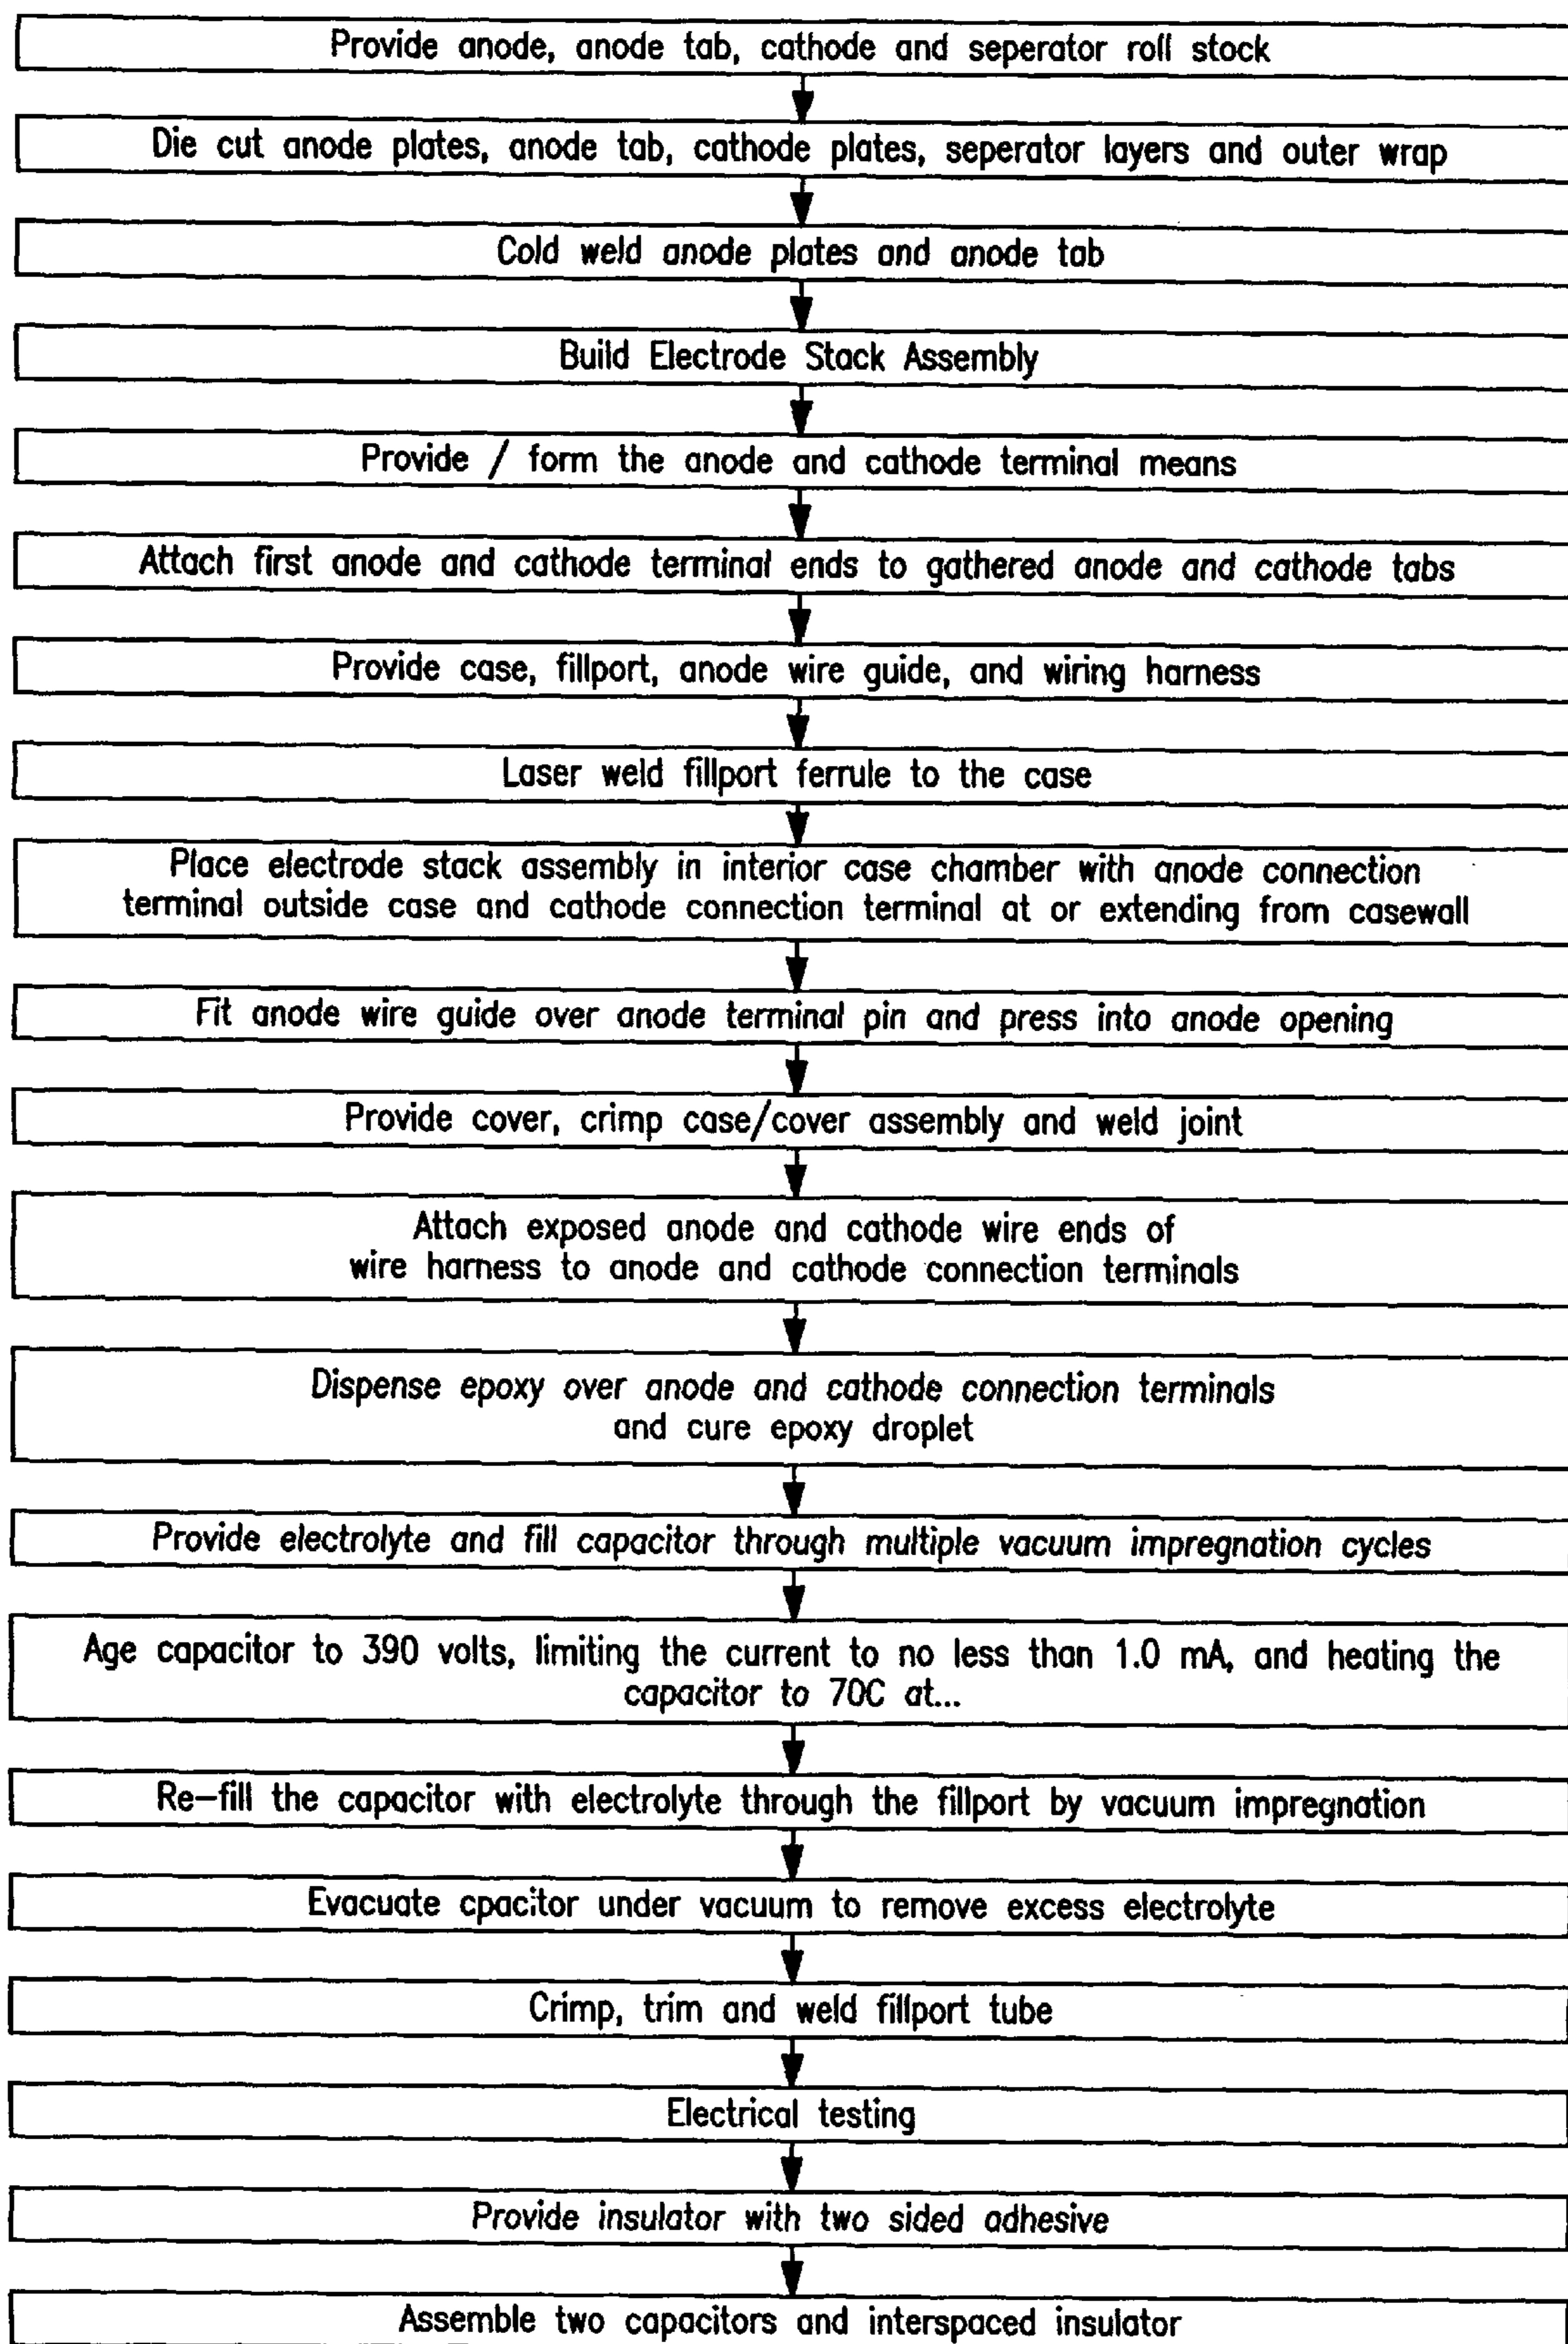 Provide anode, anode tab, cathode and seperator roll stock
Die cut anode plates, anode tab, cathode plates, seperator layers and outer wrap
Cold weld anode plates and anode tab
Build Electrode Stack Assembly
Provide / form the anode and cathode terminal means
Attach first anode and cathode terminal ends to gathered anode and cathode tabs
Provide case, fillport, anode wire guide, and wiring harness
Laser weld fillport ferrule to the case
Place electrode stack assembly in interior case chamber with anode connection
terminal outside case and cathode connection terminal at or extending from casewall
Fit anode wire guide over anode terminal pin and press into anode opening
Provide cover, crimp case/cover assembly and weld joint
Attach exposed anode and cathode wire ends of
wire harness to anode and cathode connection terminals
Dispense epoxy over anode and cathode connection terminals
and cure epoxy droplet
Provide electrolyte and fill capacitor through multiple vacuum impregnation cycles
Age capacitor to 390 volts, limiting the current to no less than 1.0 mA, and heating the
capacitor to 70C at...
Re-fill the capacitor with electrolyte through the fillport by vacuum impregnation
Evacuate cpacitor under vacuum to remove excess electrolyte
Crimp, trim and weld fillport tube
Electrical testing
Provide insulator with two sided adhesive
Assemble two capacitors and interspaced insulator